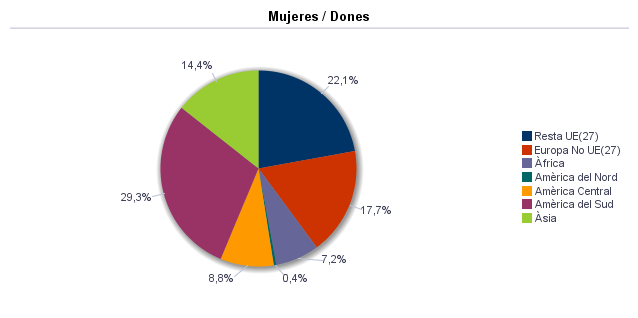 Mujeres / Dones
14,4%
22,1%
29,3%
17,7%
7,2%
8,8%
0,4%
Resta UE(27)
Europa No UE(27)
Àfrica
Amèrica del Nord
Amèrica Central
Amèrica del Sud
Àsia